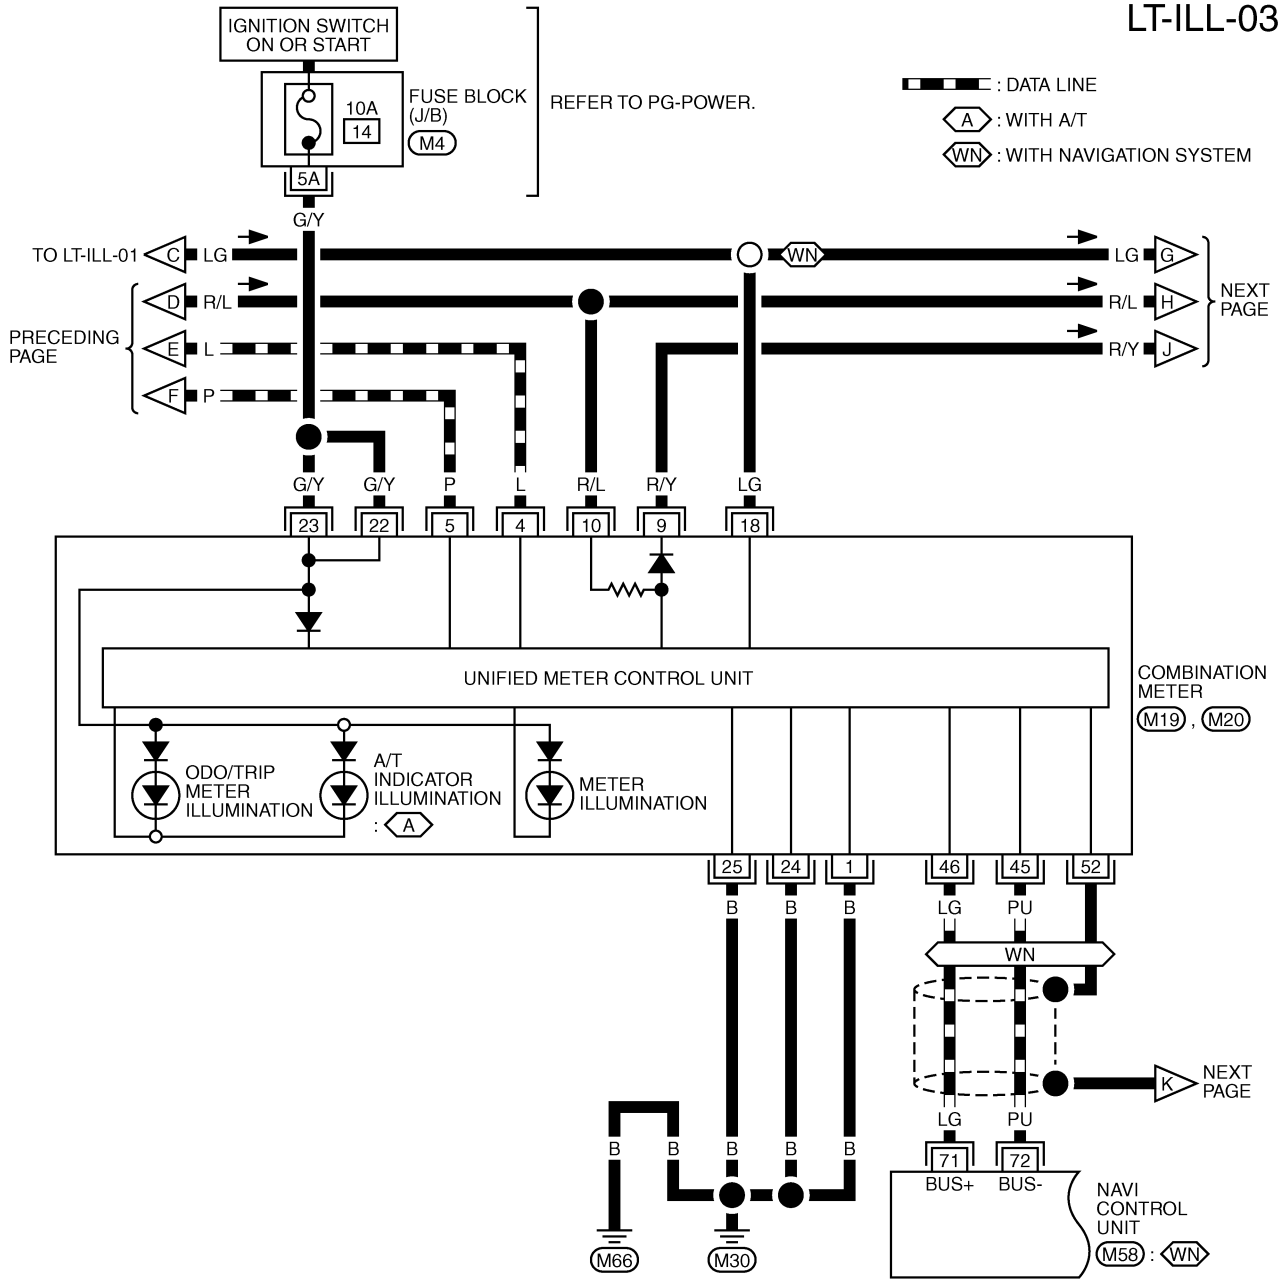 LT-ILL-03
IGNITION SWITCH
ON OR START
10A
14
FUSE BLOCK
(J/B)
M4
REFER TO PG-POWER.
: DATA LINE
A : WITH A/T
WN : WITH NAVIGATION SYSTEM
5A
G/Y
TO LT-ILL-01 C LG WN LG G
D R/L R/L H
E L R/Y J
F P
PRECEDING
PAGE
NEXT
PAGE
G/Y G/Y P L R/L R/Y LG
23 22 5 4 10 9 18
UNIFIED METER CONTROL UNIT
COMBINATION
METER
M19 , M20
ODO/TRIP
METER
ILLUMINATION
A/T
INDICATOR
ILLUMINATION
: A
METER
ILLUMINATION
25 24 1 46 45 52
B B B LG PU
WN
K
NEXT
PAGE
LG PU
B B B B B
71 72
BUS+ BUS-
NAVI
CONTROL
UNIT
M58 : WN
M66 M30